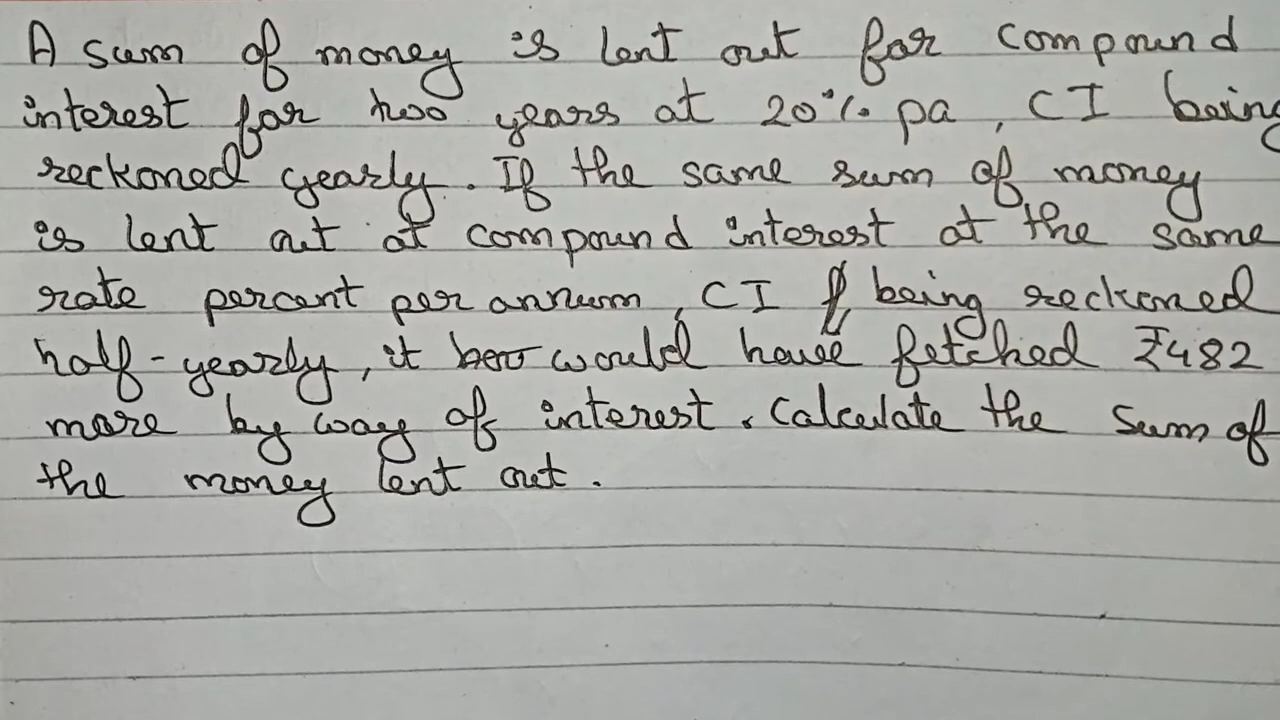 A sum of money is lent out for compound
interest for two years at 20% pa, CI being
reckoned yearly. If the same sum of money
is lent out at compound interest at the same
rate percent per annum, CI being reckoned
half-yearly, it would have fetched ₹482
more by way of interest. Calculate the sum of
the money lent out.